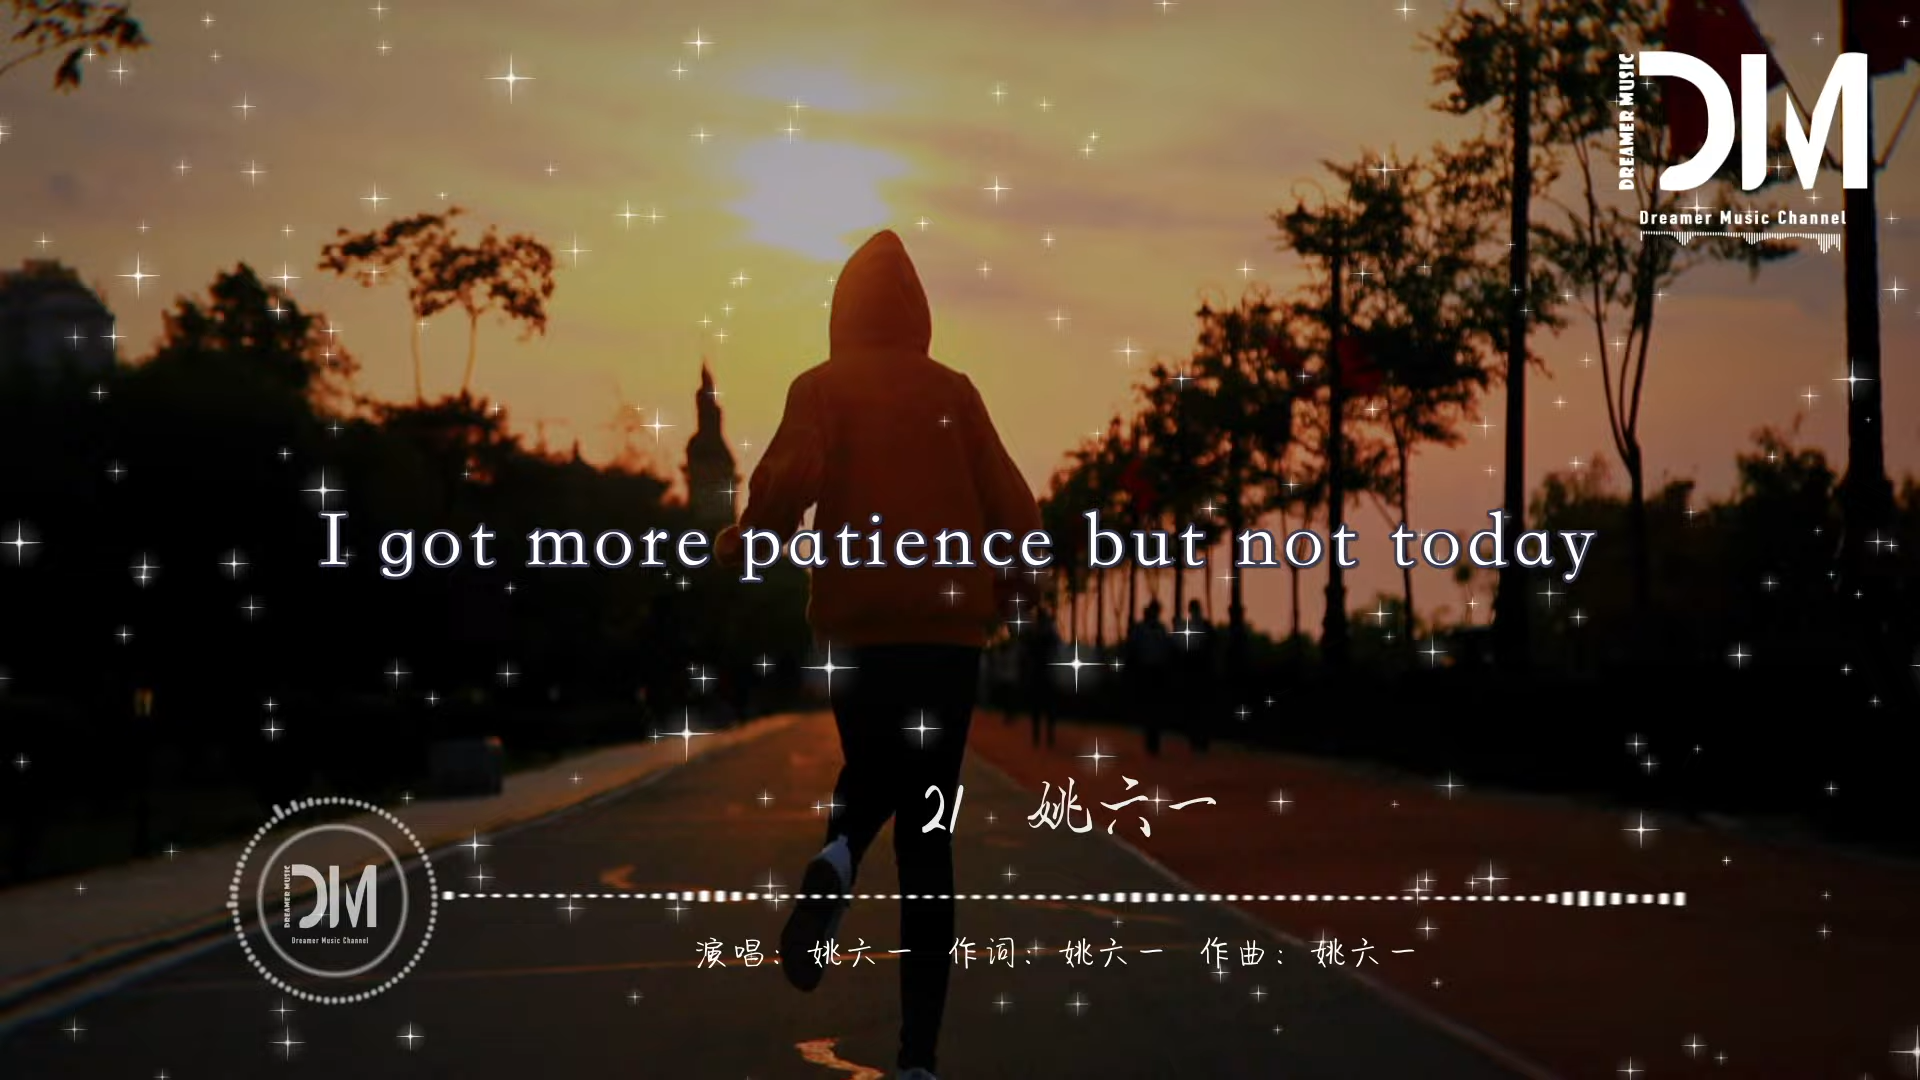 DREAMER MUSIC
DM
Dreamer Music Channel
I got more patience but not today
21 姚六一
DREAMER MUSIC
DM
Dreamer Music Channel
演唱：姚六一 作词：姚六一 作曲：姚六一